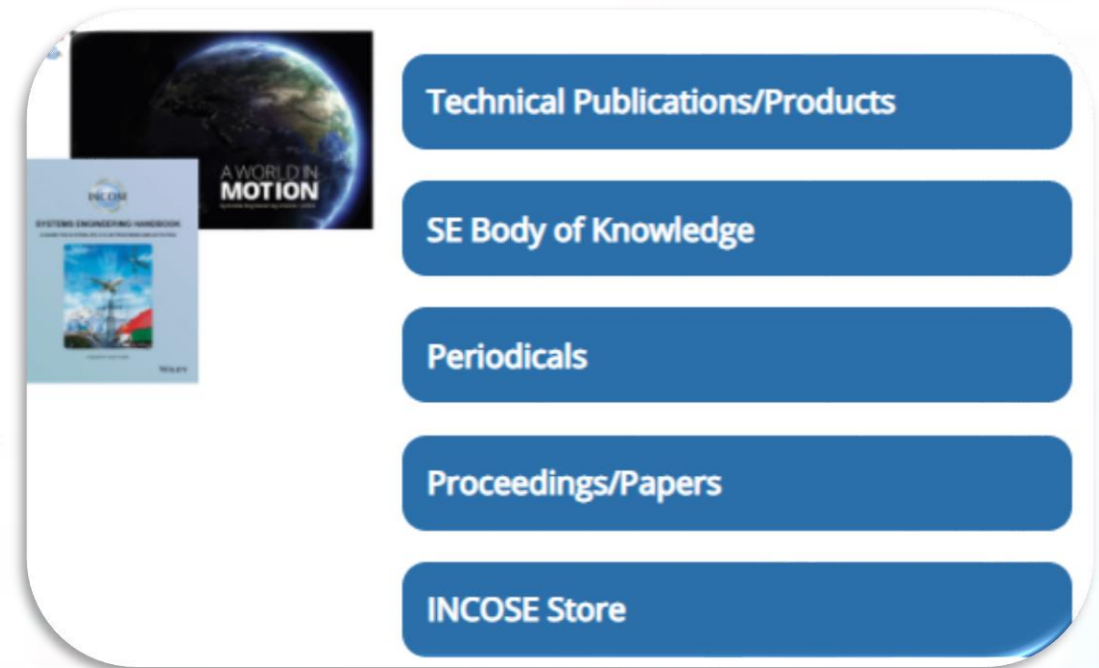 A WORLD IN
MOTION
INCOSE
SYSTEMS ENGINEERING HANDBOOK
WILEY
Technical Publications/Products
SE Body of Knowledge
Periodicals
Proceedings/Papers
INCOSE Store